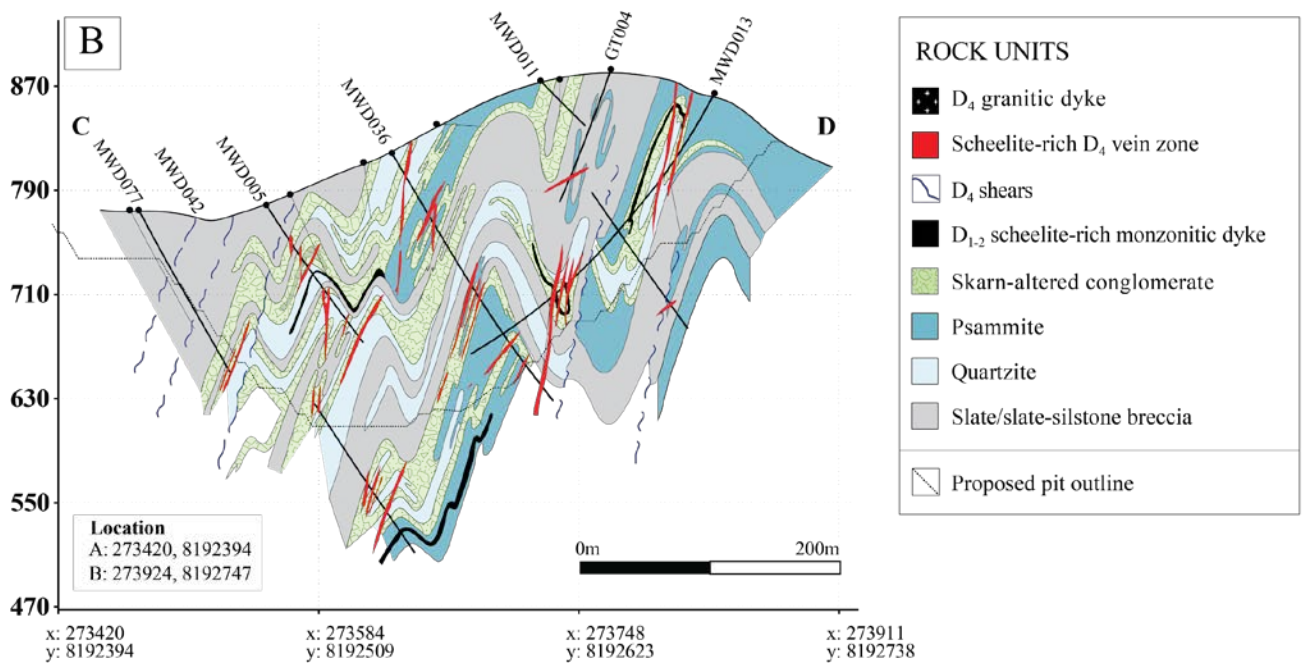 B
MWD011
GT004
MWD013
870
C
D
MWD036
MWD005
MWD042
MWD077
790
710
630
550
470
Location
A: 273420, 8192394
B: 273924, 8192747
0m 200m
x: 273420 x: 273584 x: 273748 x: 273911
y: 8192394 y: 8192509 y: 8192623 y: 8192738
ROCK UNITS
D4 granitic dyke
Scheelite-rich D4 vein zone
D4 shears
D1-2 scheelite-rich monzonitic dyke
Skarn-altered conglomerate
Psammite
Quartzite
Slate/slate-silstone breccia
Proposed pit outline